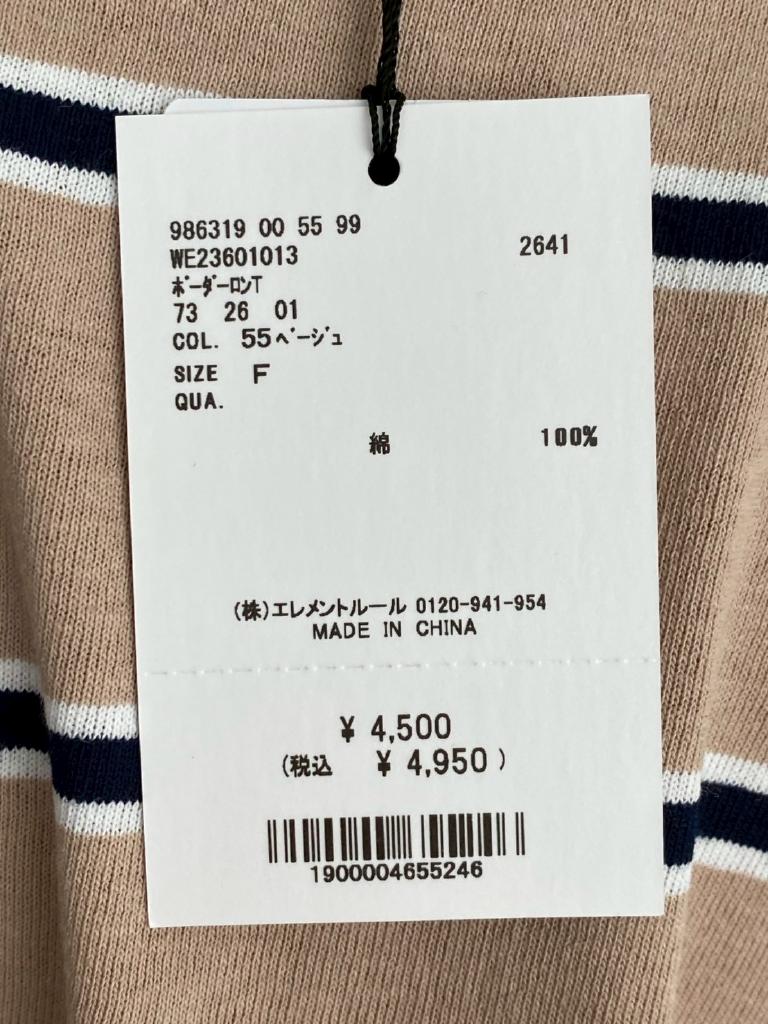 986319 00 55 99
WE23601013
2641
ボーダーロンT
73 26 01
COL. 55ベージュ
SIZE F
QUA.
綿 100%
(株)エレメントルール 0120-941-954
MADE IN CHINA
¥ 4,500
(税込 ¥ 4,950)
1900004655246